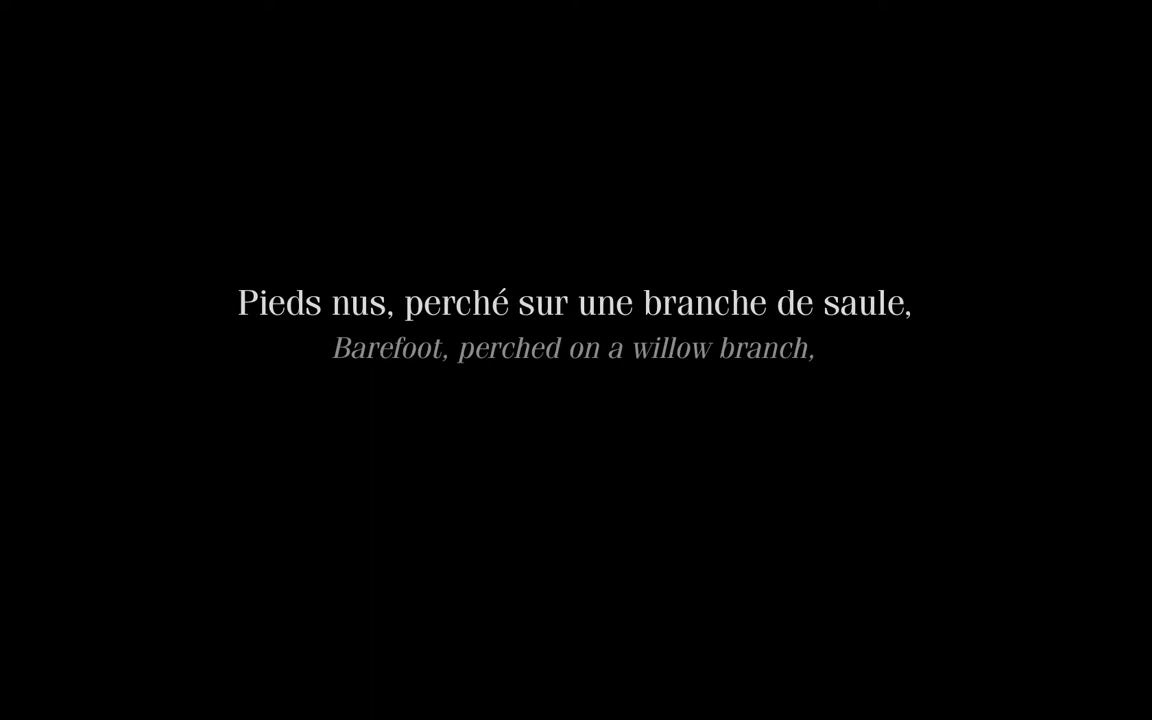 Pieds nus, perché sur une branche de saule,
Barefoot, perched on a willow branch,